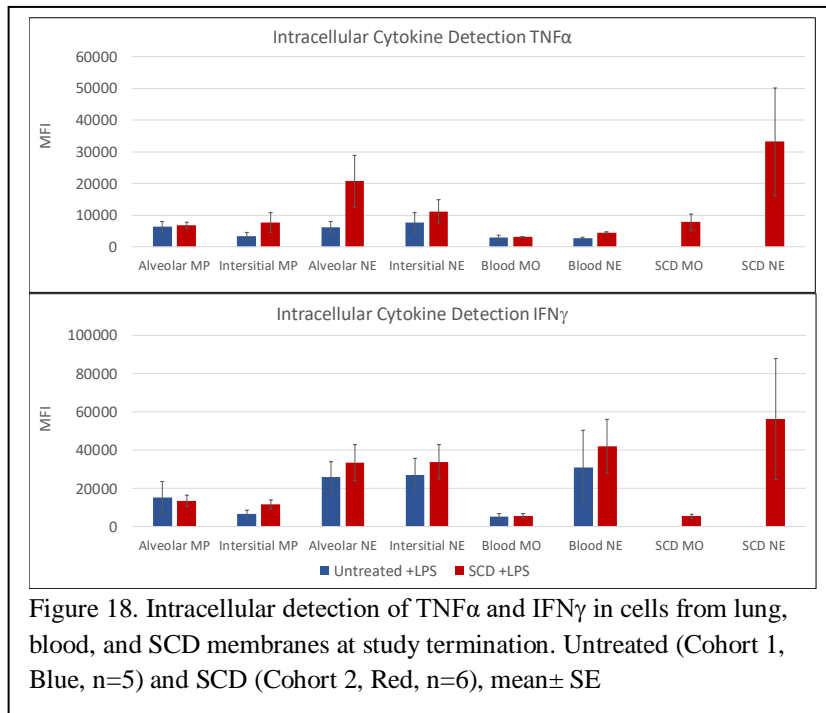 Intracellular Cytokine Detection TNFα
60000
50000
40000
30000
20000
10000
0
MFI
Alveolar MP Intersitial MP Alveolar NE Intersitial NE Blood MO Blood NE SCD MO SCD NE
Intracellular Cytokine Detection IFNγ
100000
80000
60000
40000
20000
0
MFI
Alveolar MP Intersitial MP Alveolar NE Intersitial NE Blood MO Blood NE SCD MO SCD NE
Untreated +LPS SCD +LPS
Figure 18. Intracellular detection of TNFα and IFNγ in cells from lung,
blood, and SCD membranes at study termination. Untreated (Cohort 1,
Blue, n=5) and SCD (Cohort 2, Red, n=6), mean± SE